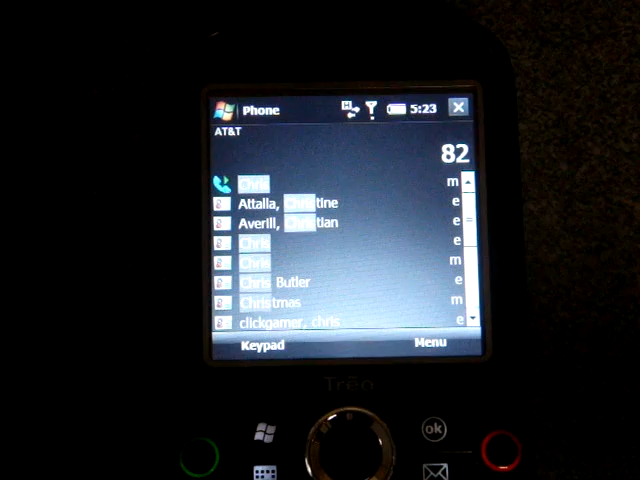 Phone H 5:23 X
AT&T
82
Chris m
Attalla, Christine e
Averill, Christian e
Chris e
Chris m
Chris Butler e
Christmas m
clickgamer, chris e
Keypad Menu
Treo
ok